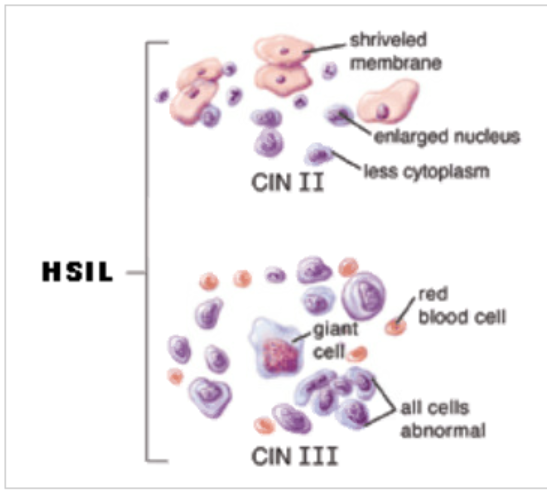 shriveled
membrane
enlarged nucleus
less cytoplasm
CIN II
HSIL
red
blood cell
giant
cell
all cells
abnormal
CIN III